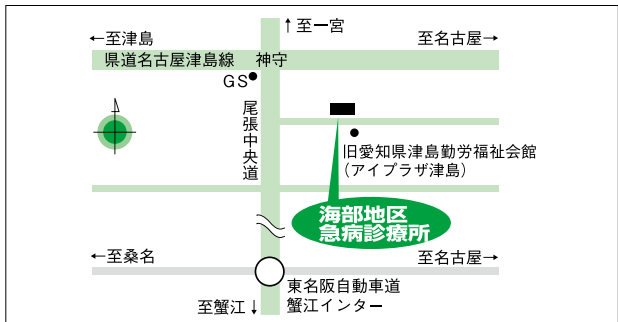 ↑至一宮
←至津島
至名古屋→
県道名古屋津島線 神守
GS
尾張中央道
旧愛知県津島勤労福祉会館
(アイプラザ津島)
海部地区
急病診療所
←至桑名
至名古屋→
東名阪自動車道
蟹江インター
至蟹江↓